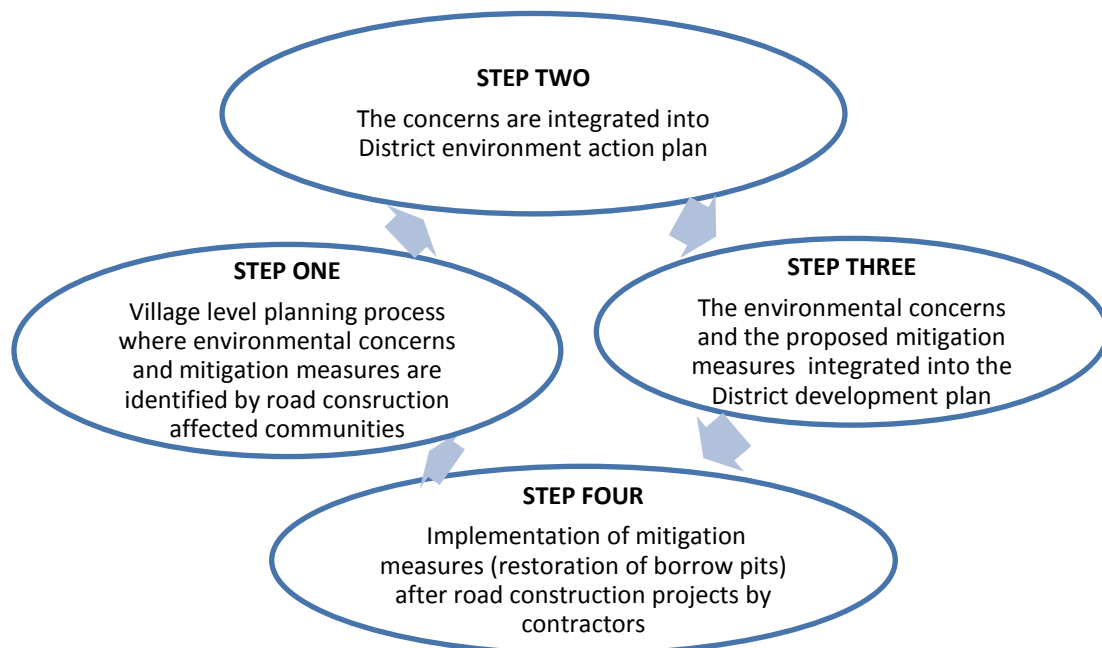 STEP TWO
The concerns are integrated into
District environment action plan
STEP ONE
Village level planning process
where environmental concerns
and mitigation measures are
identified by road consruction
affected communities
STEP THREE
The environmental concerns
and the proposed mitigation
measures integrated into the
District development plan
STEP FOUR
Implementation of mitigation
measures (restoration of borrow pits)
after road construction projects by
contractors